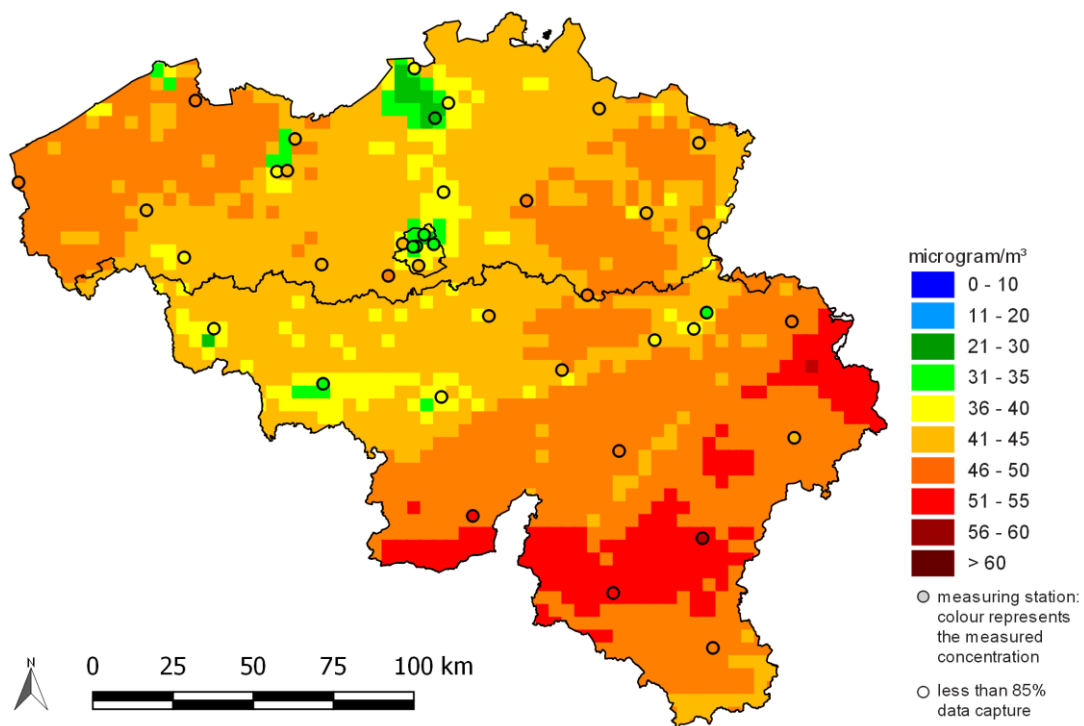 microgram/m³
0 - 10
11 - 20
21 - 30
31 - 35
36 - 40
41 - 45
46 - 50
51 - 55
56 - 60
> 60
measuring station:
colour represents
the measured
concentration
less than 85%
data capture
N
0 25 50 75 100 km